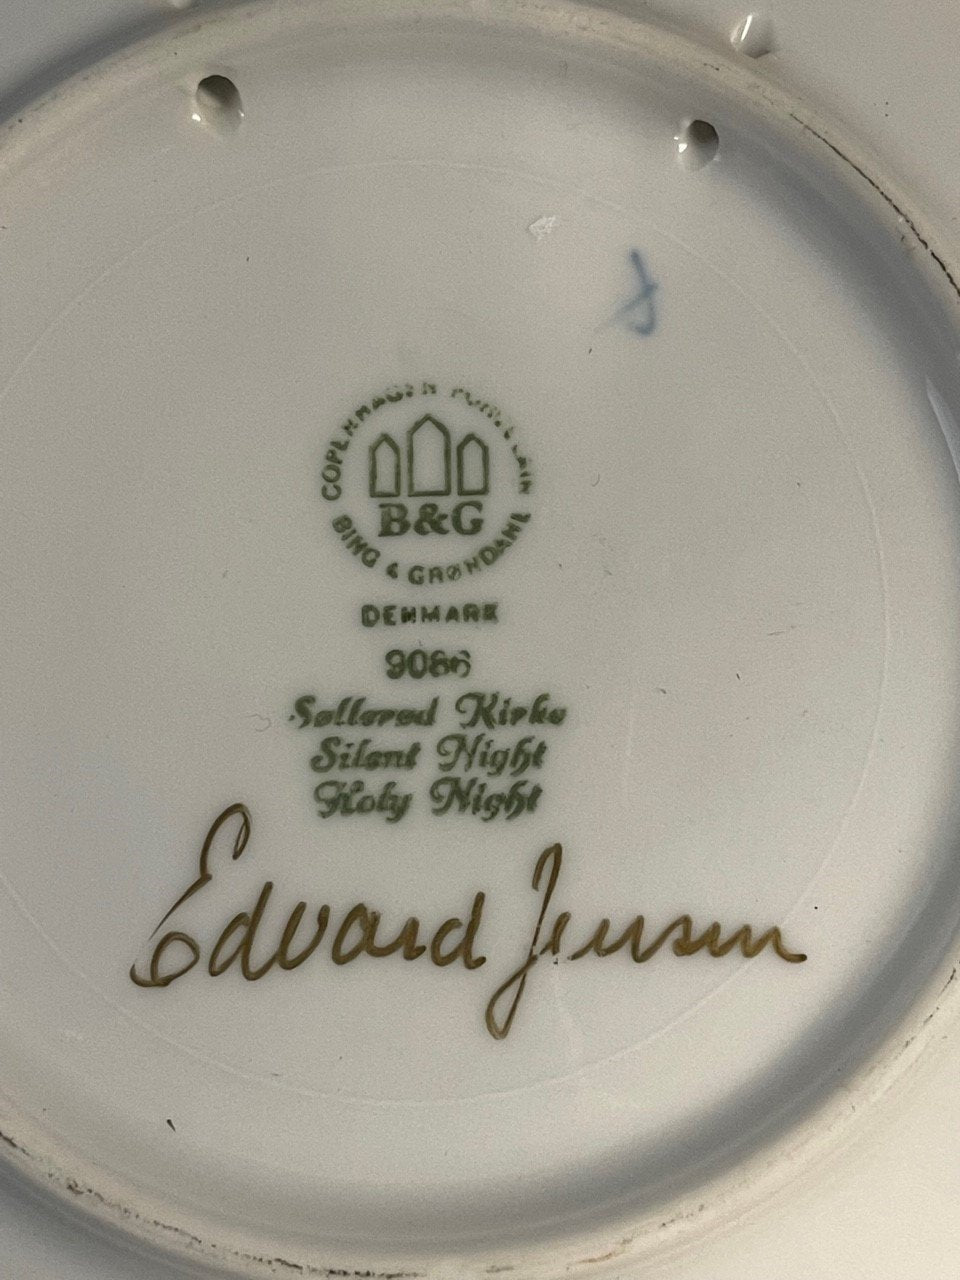 COPENHAGEN PORCELAIN
B&G
BING & GRØNDAHL
DENMARK
9086
Søllerød Kirke
Silent Night
Holy Night
Edvard Jensen